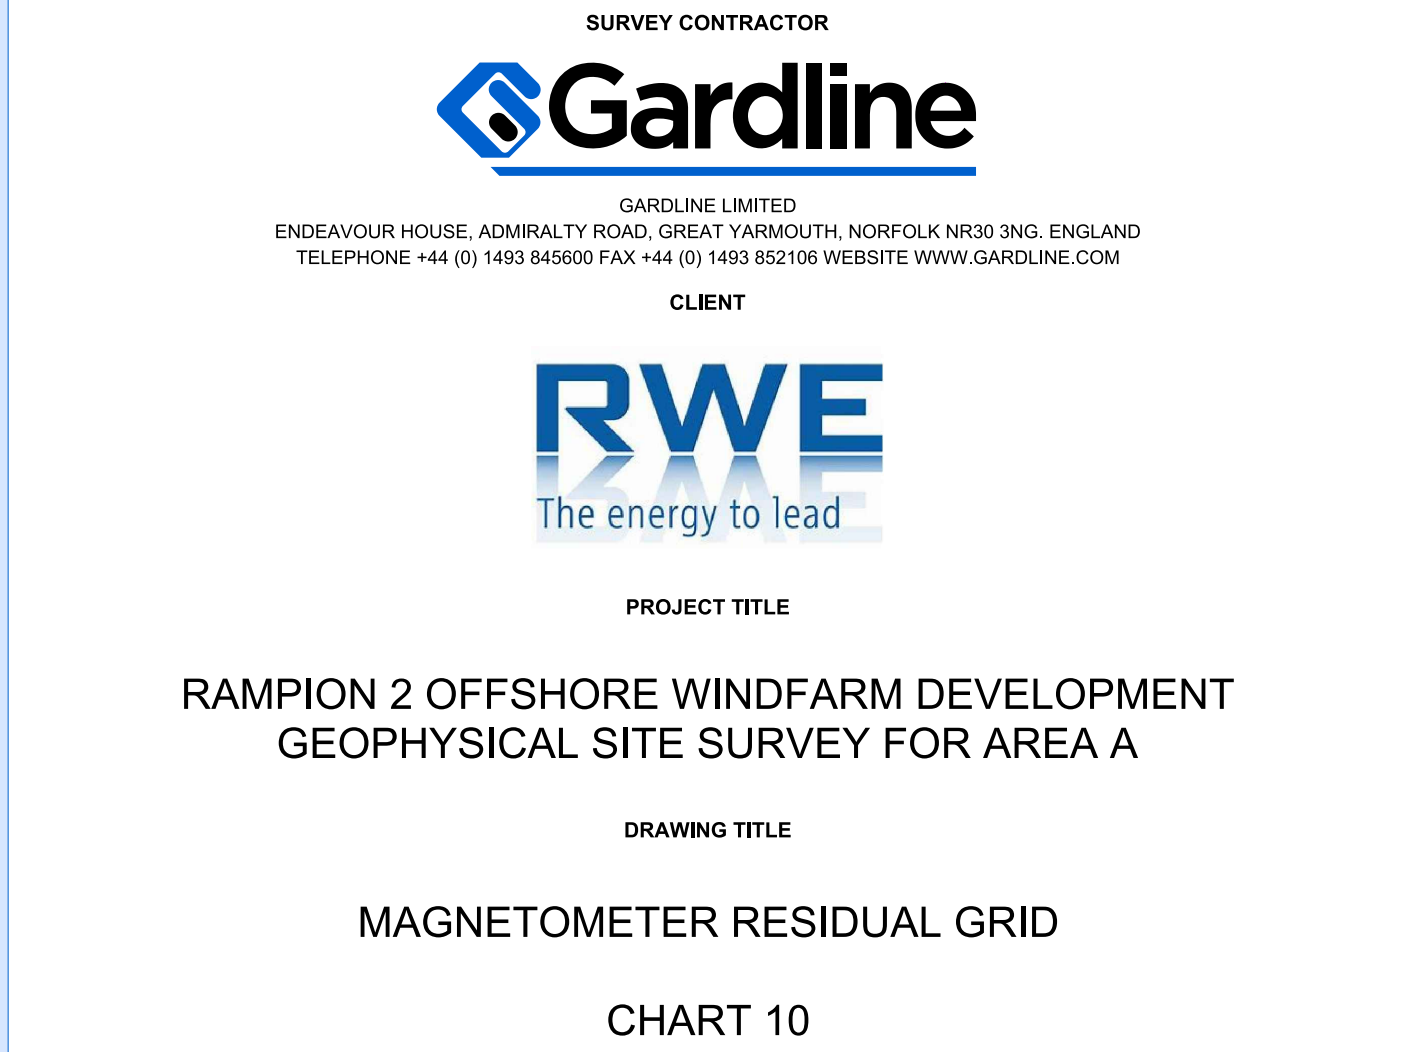 SURVEY CONTRACTOR
Gardline
GARDLINE LIMITED
ENDEAVOUR HOUSE, ADMIRALTY ROAD, GREAT YARMOUTH, NORFOLK NR30 3NG. ENGLAND
TELEPHONE +44 (0) 1493 845600 FAX +44 (0) 1493 852106 WEBSITE WWW.GARDLINE.COM
CLIENT
RWE
The energy to lead
PROJECT TITLE
RAMPION 2 OFFSHORE WINDFARM DEVELOPMENT
GEOPHYSICAL SITE SURVEY FOR AREA A
DRAWING TITLE
MAGNETOMETER RESIDUAL GRID
CHART 10